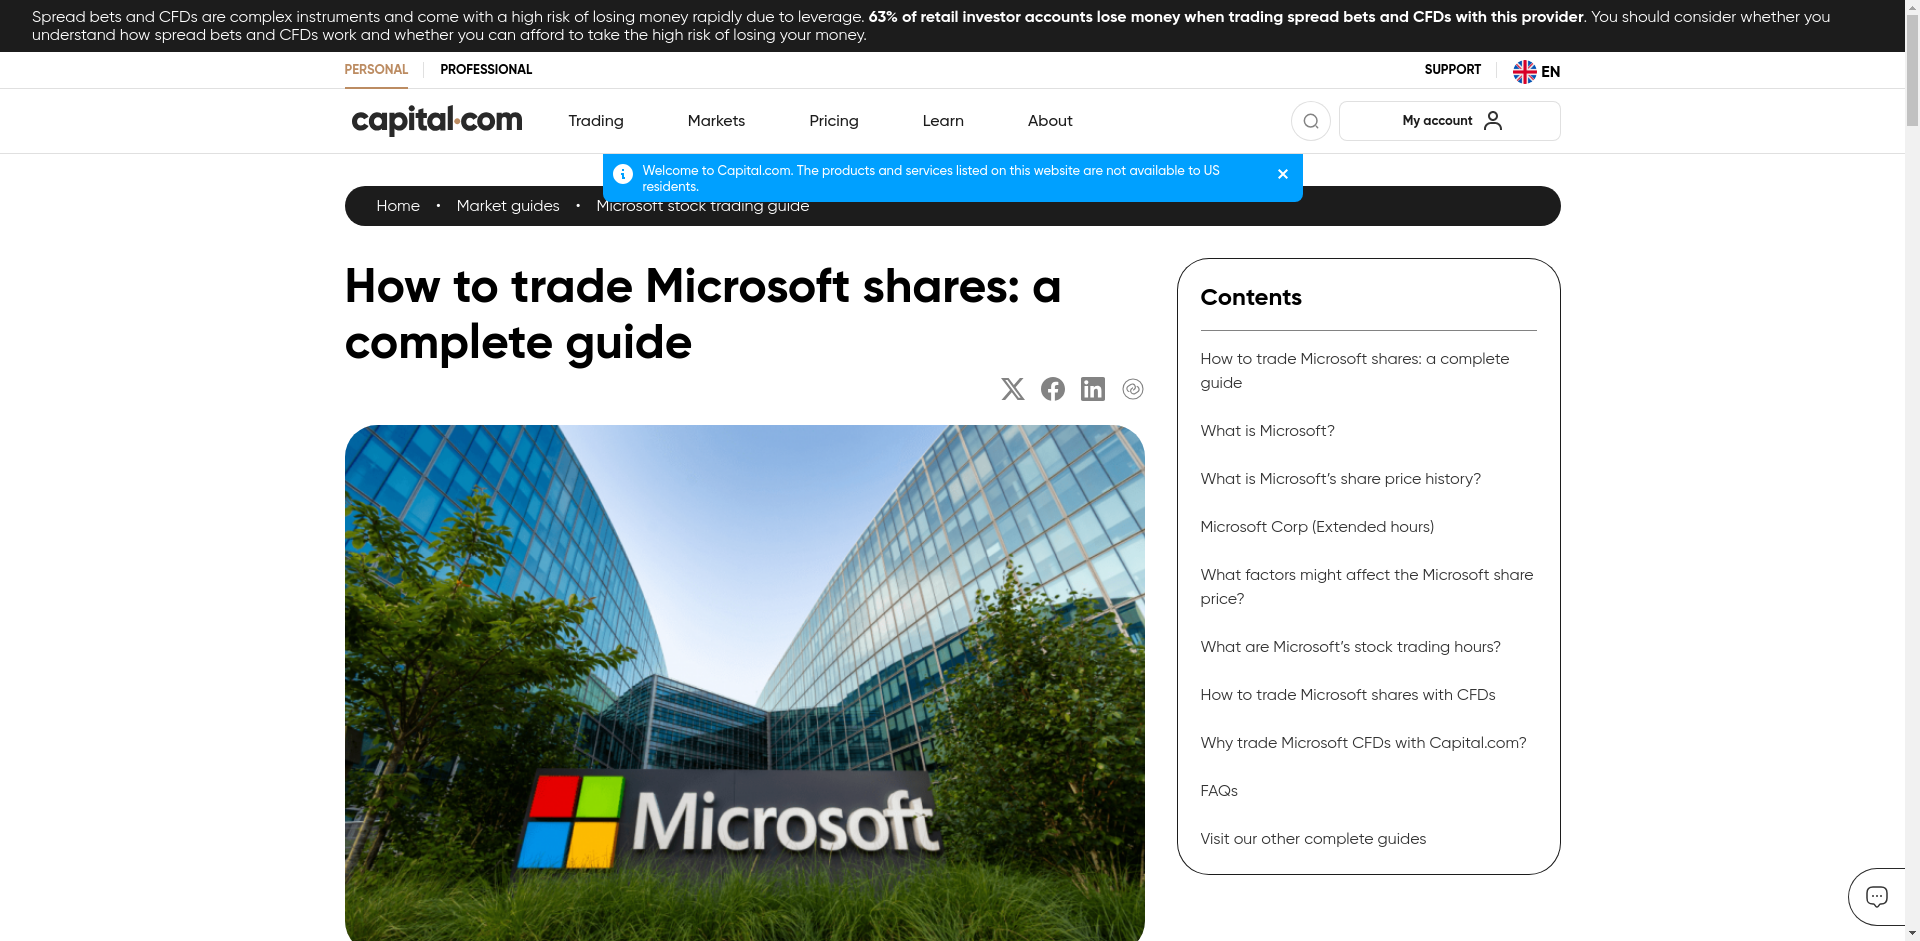 Spread bets and CFDs are complex instruments and come with a high risk of losing money rapidly due to leverage. 63% of retail investor accounts lose money when trading spread bets and CFDs with this provider. You should consider whether you
understand how spread bets and CFDs work and whether you can afford to take the high risk of losing your money.
PERSONAL PROFESSIONAL SUPPORT EN
capital.com Trading Markets Pricing Learn About My account
Welcome to Capital.com. The products and services listed on this website are not available to US
residents.
Home • Market guides • Microsoft stock trading guide
How to trade Microsoft shares: a
complete guide
Microsoft
Contents
How to trade Microsoft shares: a complete
guide
What is Microsoft?
What is Microsoft’s share price history?
Microsoft Corp (Extended hours)
What factors might affect the Microsoft share
price?
What are Microsoft’s stock trading hours?
How to trade Microsoft shares with CFDs
Why trade Microsoft CFDs with Capital.com?
FAQs
Visit our other complete guides